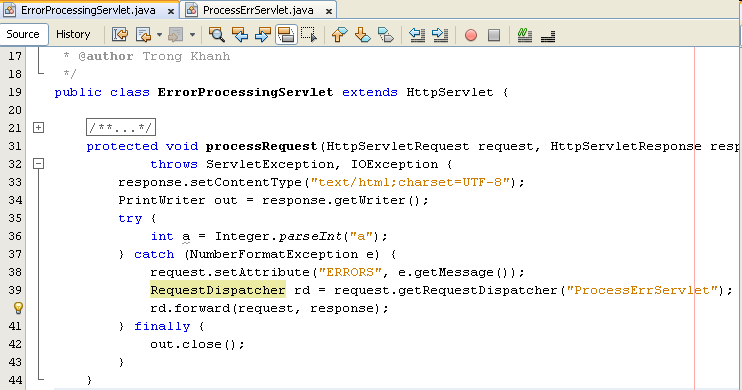 ErrorProcessingServlet.java x ProcessErrServlet.java x
Source History
17 * @author Trong Khanh
18 */
19 public class ErrorProcessingServlet extends HttpServlet {
20
21 /**...*/
31 protected void processRequest(HttpServletRequest request, HttpServletResponse resp
32 throws ServletException, IOException {
33 response.setContentType("text/html;charset=UTF-8");
34 PrintWriter out = response.getWriter();
35 try {
36 int a = Integer.parseInt("a");
37 } catch (NumberFormatException e) {
38 request.setAttribute("ERRORS", e.getMessage());
39 RequestDispatcher rd = request.getRequestDispatcher("ProcessErrServlet");
rd.forward(request, response);
41 } finally {
42 out.close();
43 }
44 }